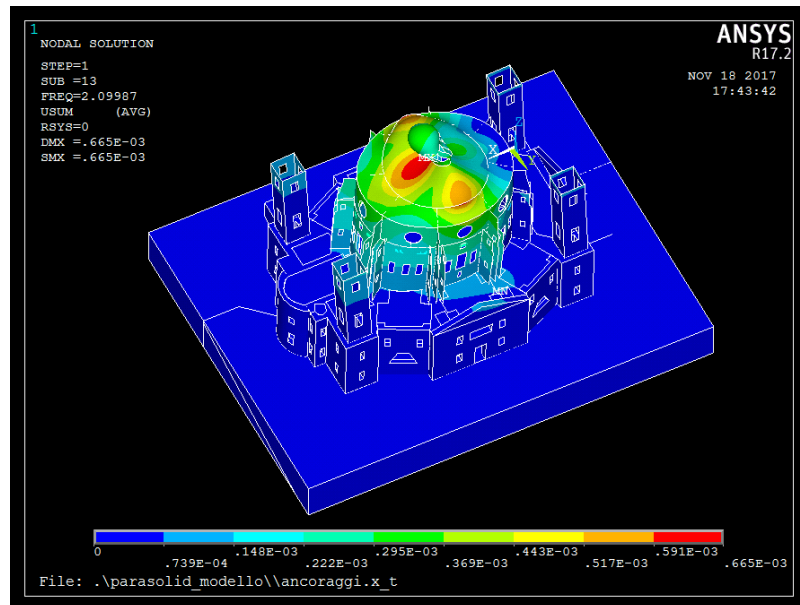 1
NODAL SOLUTION
STEP=1
SUB =13
FREQ=2.09987
USUM (AVG)
RSYS=0
DMX =.665E-03
SMX =.665E-03
ANSYS
R17.2
NOV 18 2017
17:43:42
Z
X
Y
MN
0 .148E-03 .295E-03 .443E-03 .591E-03
.739E-04 .222E-03 .369E-03 .517E-03 .665E-03
File: .\parasolid_modello\\ancoraggi.x_t